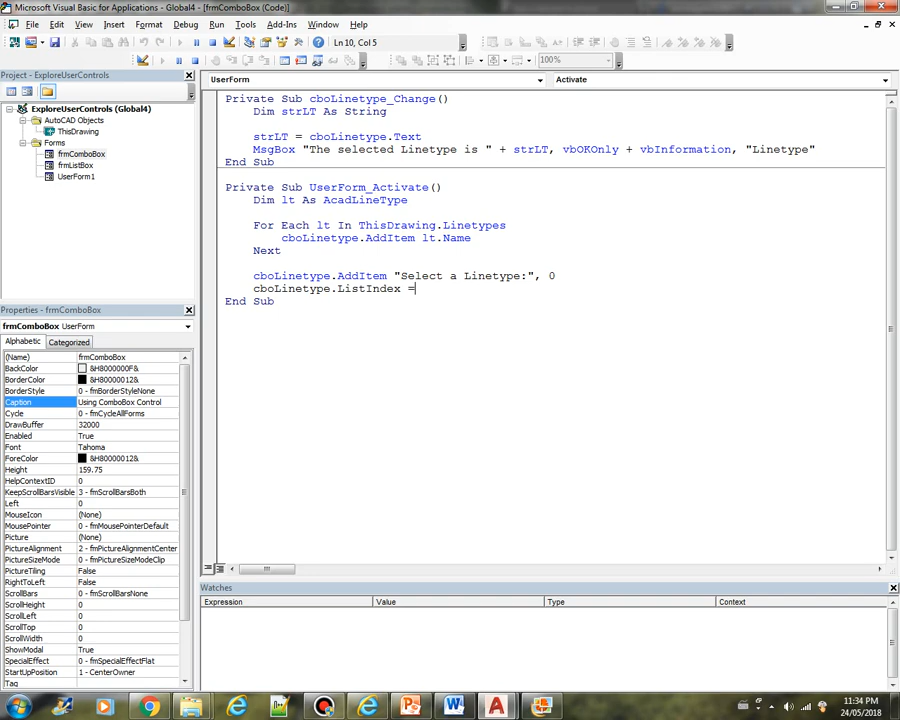 Microsoft Visual Basic for Applications - Global4 - [frmComboBox (Code)]
File Edit View Insert Format Debug Run Tools Add-Ins Window Help
Ln 10, Col 5
100%
Project - ExploreUserControls
ExploreUserControls (Global4)
AutoCAD Objects
ThisDrawing
Forms
frmComboBox
frmListBox
UserForm1
Properties - frmComboBox
frmComboBox UserForm
Alphabetic Categorized
(Name) frmComboBox
BackColor &H8000000F&
BorderColor &H80000012&
BorderStyle 0 - fmBorderStyleNone
Caption Using ComboBox Control
Cycle 0 - fmCycleAllForms
DrawBuffer 32000
Enabled True
Font Tahoma
ForeColor &H80000012&
Height 159.75
HelpContextID 0
KeepScrollBarsVisible 3 - fmScrollBarsBoth
Left 0
MouseIcon (None)
MousePointer 0 - fmMousePointerDefault
Picture (None)
PictureAlignment 2 - fmPictureAlignmentCenter
PictureSizeMode 0 - fmPictureSizeModeClip
PictureTiling False
RightToLeft False
ScrollBars 0 - fmScrollBarsNone
ScrollHeight 0
ScrollLeft 0
ScrollTop 0
ScrollWidth 0
ShowModal True
SpecialEffect 0 - fmSpecialEffectFlat
StartUpPosition 1 - CenterOwner
Tag
UserForm Activate
Private Sub cboLinetype_Change()
Dim strLT As String
strLT = cboLinetype.Text
MsgBox "The selected Linetype is " + strLT, vbOKOnly + vbInformation, "Linetype"
End Sub
Private Sub UserForm_Activate()
Dim lt As AcadLineType
For Each lt In ThisDrawing.Linetypes
cboLinetype.AddItem lt.Name
Next
cboLinetype.AddItem "Select a Linetype:", 0
cboLinetype.ListIndex =
End Sub
Watches
Expression Value Type Context
11:34 PM
24/05/2018